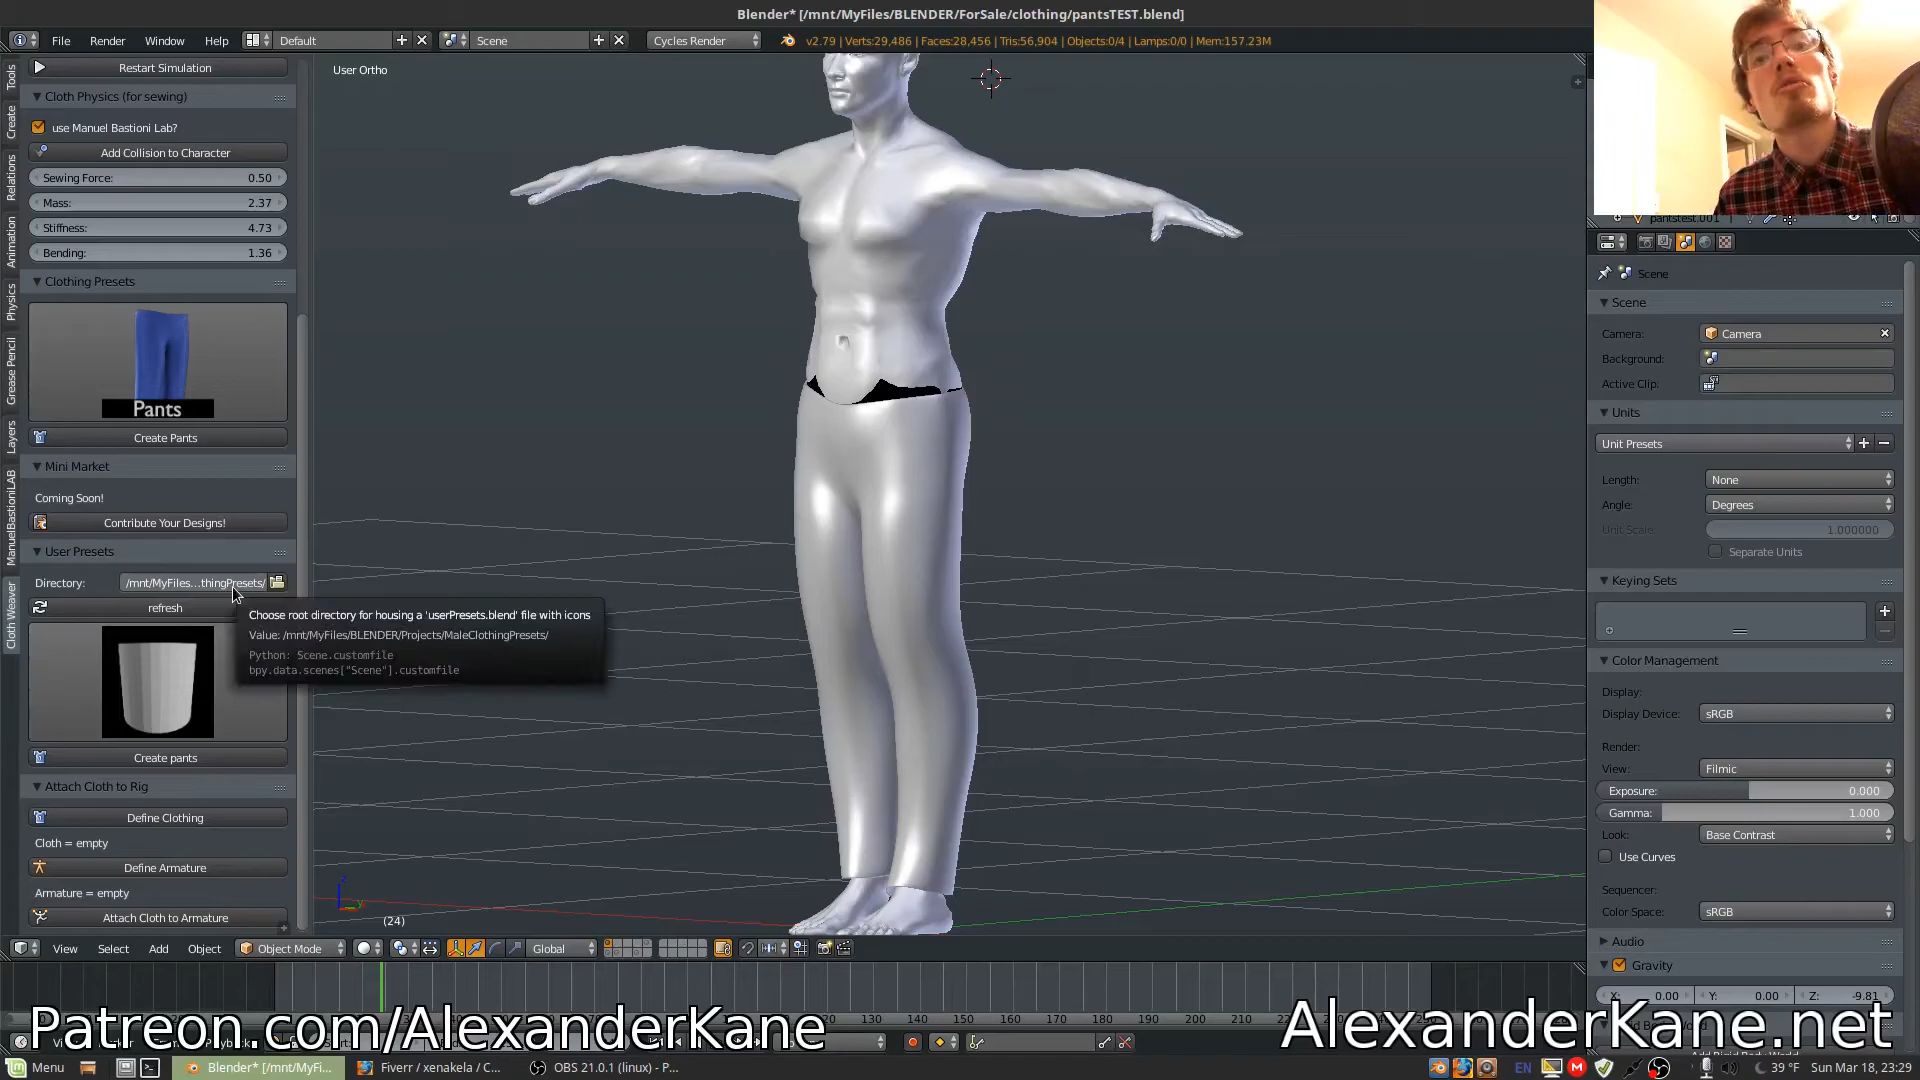 Blender* [/mnt/MyFiles/BLENDER/ForSale/clothing/pantsTEST.blend]
File Render Window Help Default Scene Cycles Render v2.79 | Verts:29,486 | Faces:28,456 | Tris:56,904 | Objects:0/4 | Lamps:0/0 | Mem:157.23M
Tools
Create
Relations
Animation
Physics
Grease Pencil
Layers
ManuelBastioniLAB
Cloth Weaver
Restart Simulation
Cloth Physics (for sewing)
use Manuel Bastioni Lab?
Add Collision to Character
Sewing Force: 0.50
Mass: 2.37
Stiffness: 4.73
Bending: 1.36
Clothing Presets
Pants
Create Pants
Mini Market
Coming Soon!
Contribute Your Designs!
User Presets
Directory: /mnt/MyFiles...thingPresets/
refresh
Create pants
Attach Cloth to Rig
Define Clothing
Cloth = empty
Define Armature
Armature = empty
Attach Cloth to Armature
User Ortho
Choose root directory for housing a 'userPresets.blend' file with icons
Value: /mnt/MyFiles/BLENDER/Projects/MaleClothingPresets/
Python: Scene.customfile
bpy.data.scenes["Scene"].customfile
z
y
(24)
pantstest.001
Scene
Scene
Camera: Camera
Background:
Active Clip:
Units
Unit Presets
Length: None
Angle: Degrees
Unit Scale: 1.000000
Separate Units
Keying Sets
Color Management
Display:
Display Device: sRGB
Render:
View: Filmic
Exposure: 0.000
Gamma: 1.000
Look: Base Contrast
Use Curves
Sequencer:
Color Space: sRGB
Audio
Gravity
X: 0.00 Y: 0.00 Z: -9.81
View Select Add Object Object Mode Global
130 140 150 160 170 180 190 200 210 220
Patreon.com/AlexanderKane
AlexanderKane.net
Menu Blender* [/mnt/MyFi... Fiverr / xenakela / C... OBS 21.0.1 (linux) - P... EN 39 °F Sun Mar 18, 23:29